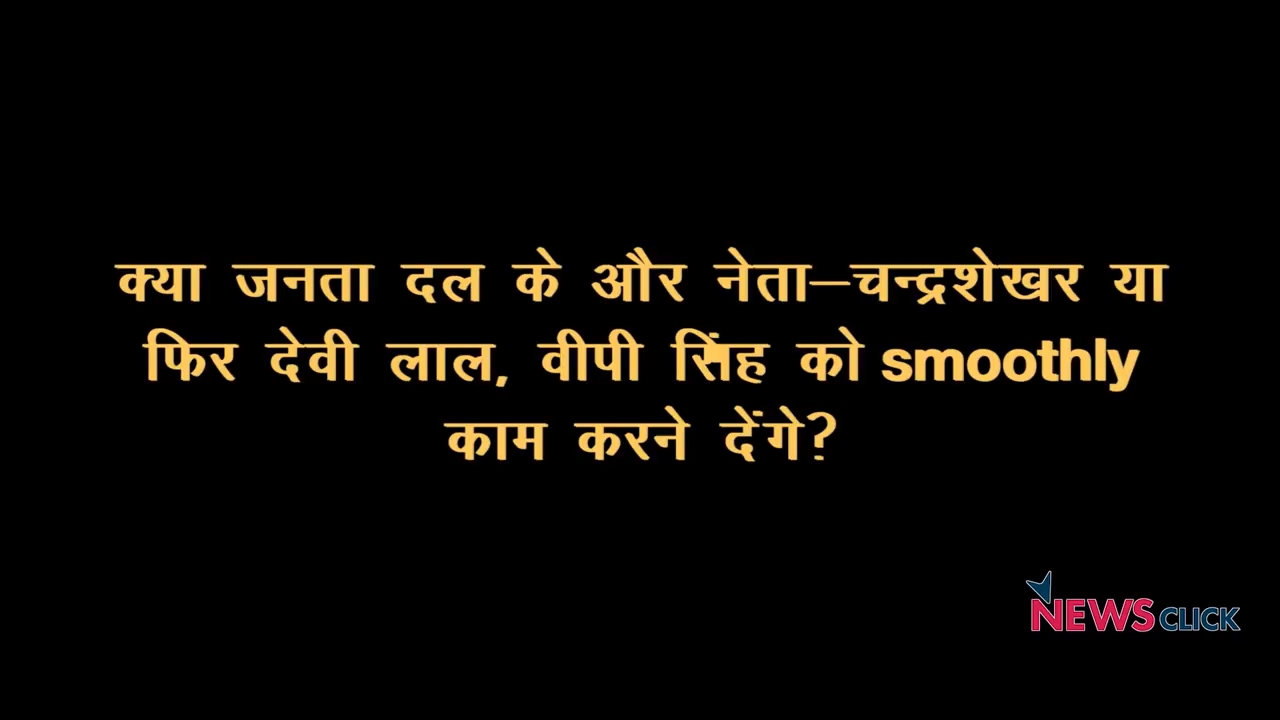 क्या जनता दल के और नेता–चन्द्रशेखर या
फिर देवी लाल, वीपी सिंह को smoothly
काम करने देंगे?
NEWSCLICK